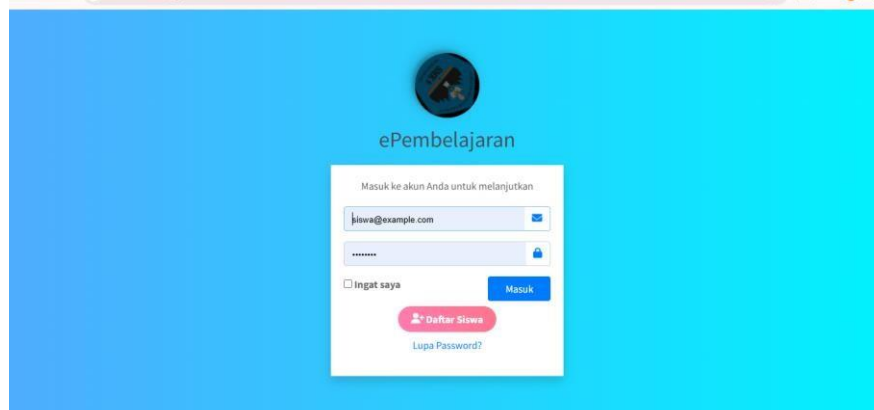 ePembelajaran
Masuk ke akun Anda untuk melanjutkan
siswa@example.com
........
Ingat saya
Masuk
Daftar Siswa
Lupa Password?